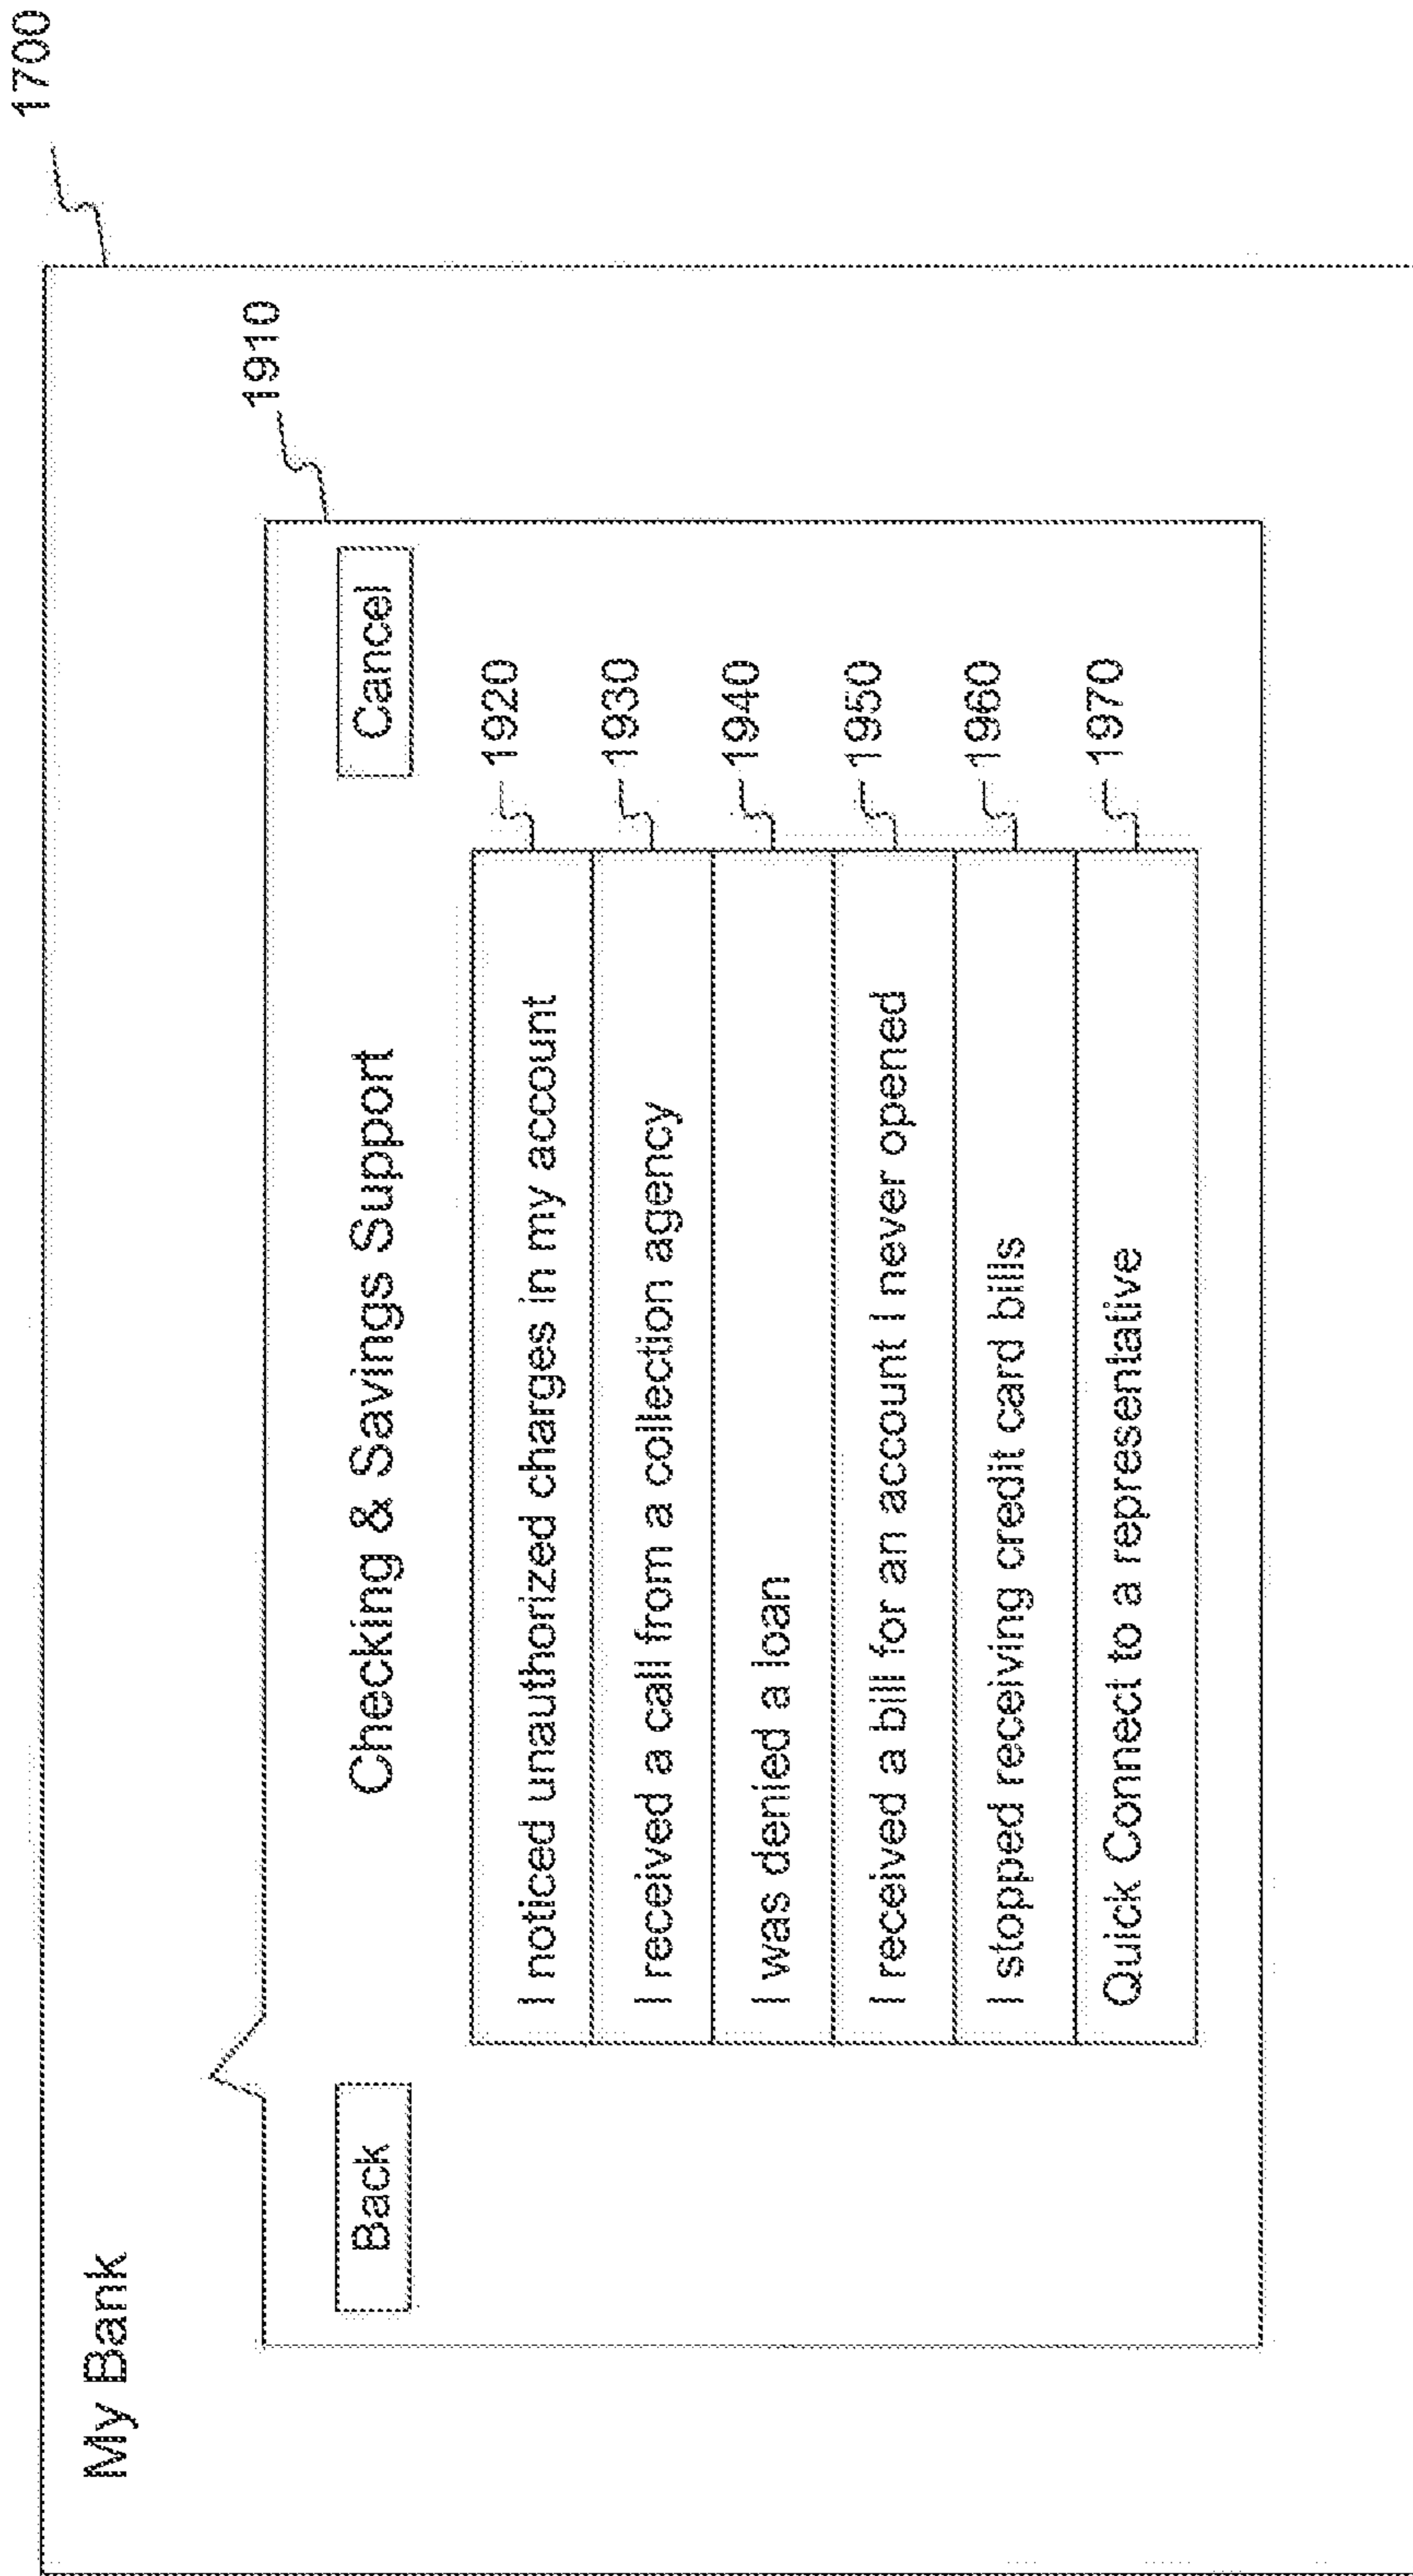 1700
My Bank
1910
Back
Checking & Savings Support
Cancel
I noticed unauthorized charges in my account
1920
I received a call from a collection agency
1930
I was denied a loan
1940
I received a bill for an account I never opened
1950
I stopped receiving credit card bills
1960
Quick Connect to a representative
1970